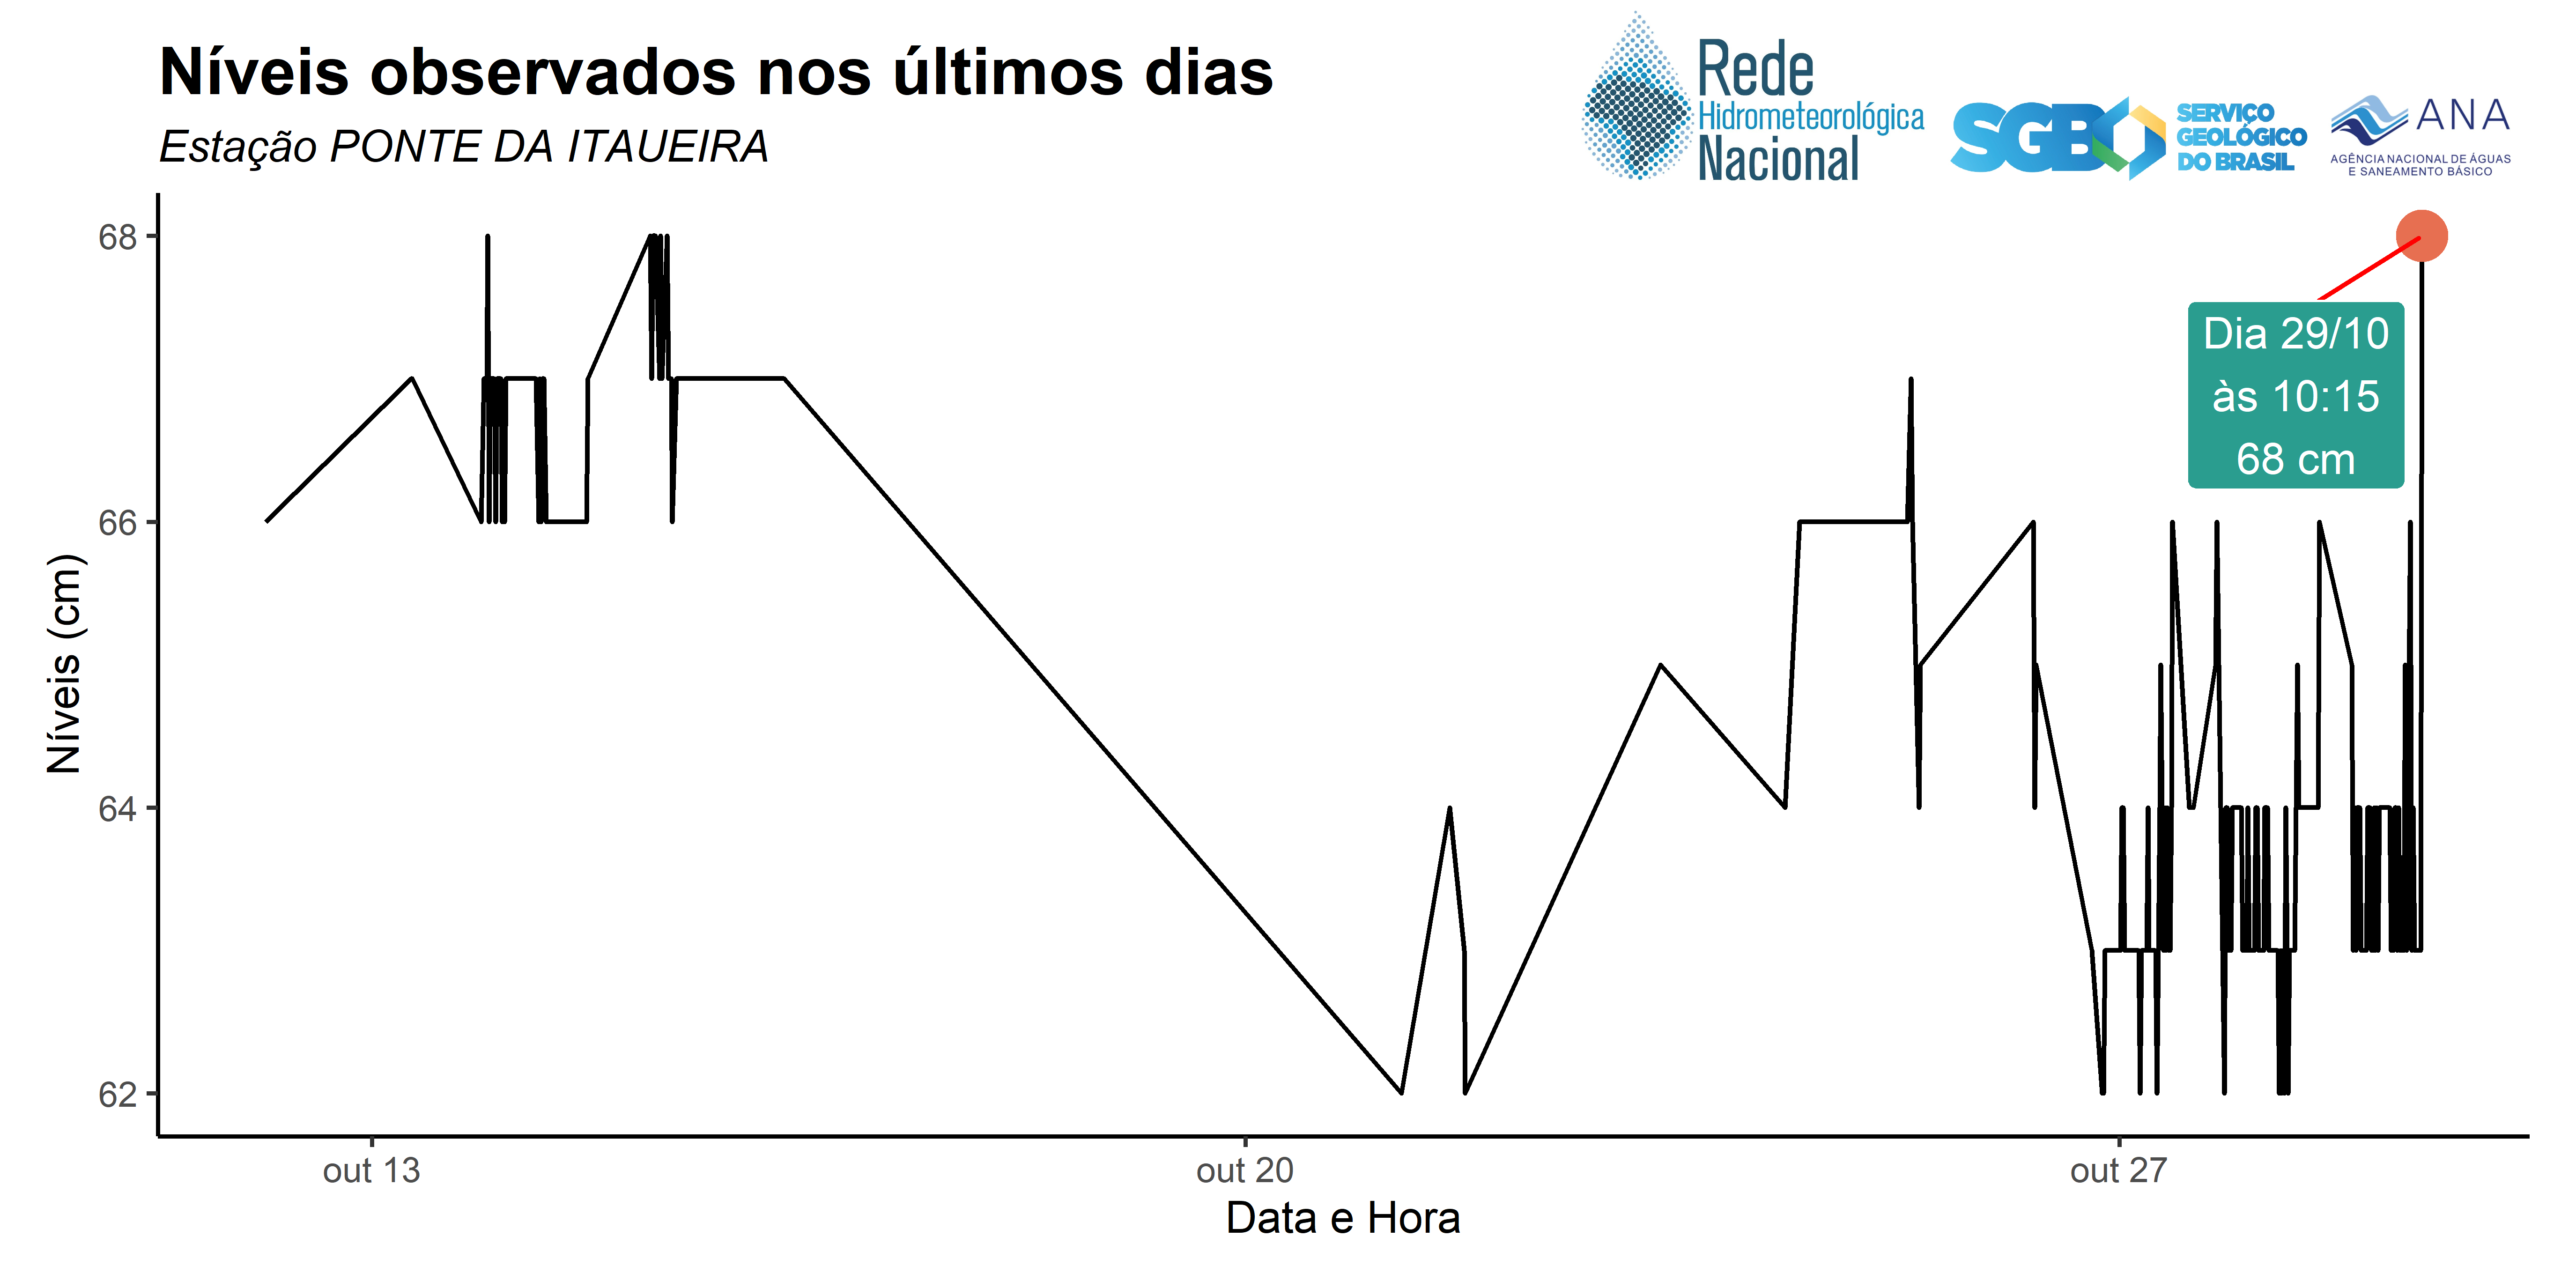 Níveis observados nos últimos dias
Estação PONTE DA ITAUEIRA
Rede
Hidrometeorológica
Nacional
SGB
SERVIÇO
GEOLÓGICO
DO BRASIL
ANA
AGÊNCIA NACIONAL DE ÁGUAS
E SANEAMENTO BÁSICO
68
66
64
62
Níveis (cm)
Dia 29/10
às 10:15
68 cm
out 13
out 20
out 27
Data e Hora